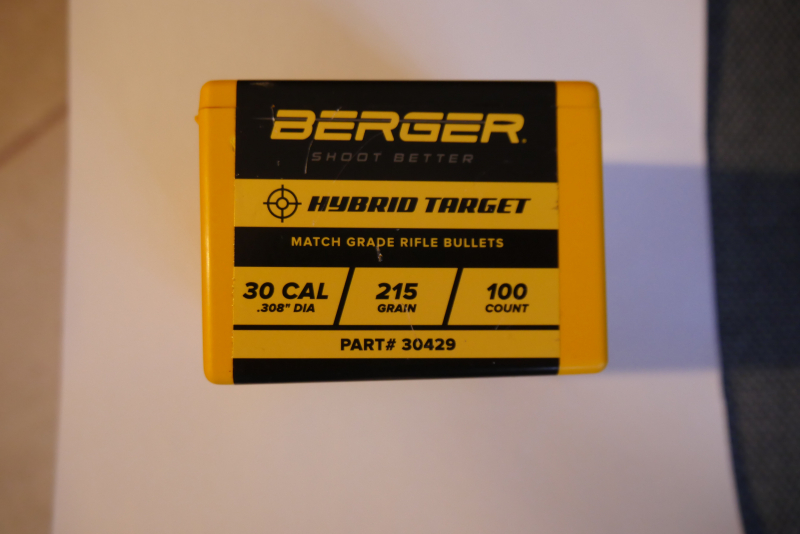 BERGER.
SHOOT BETTER
HYBRID TARGET
MATCH GRADE RIFLE BULLETS
30 CAL 215 100
.308" DIA GRAIN COUNT
PART# 30429